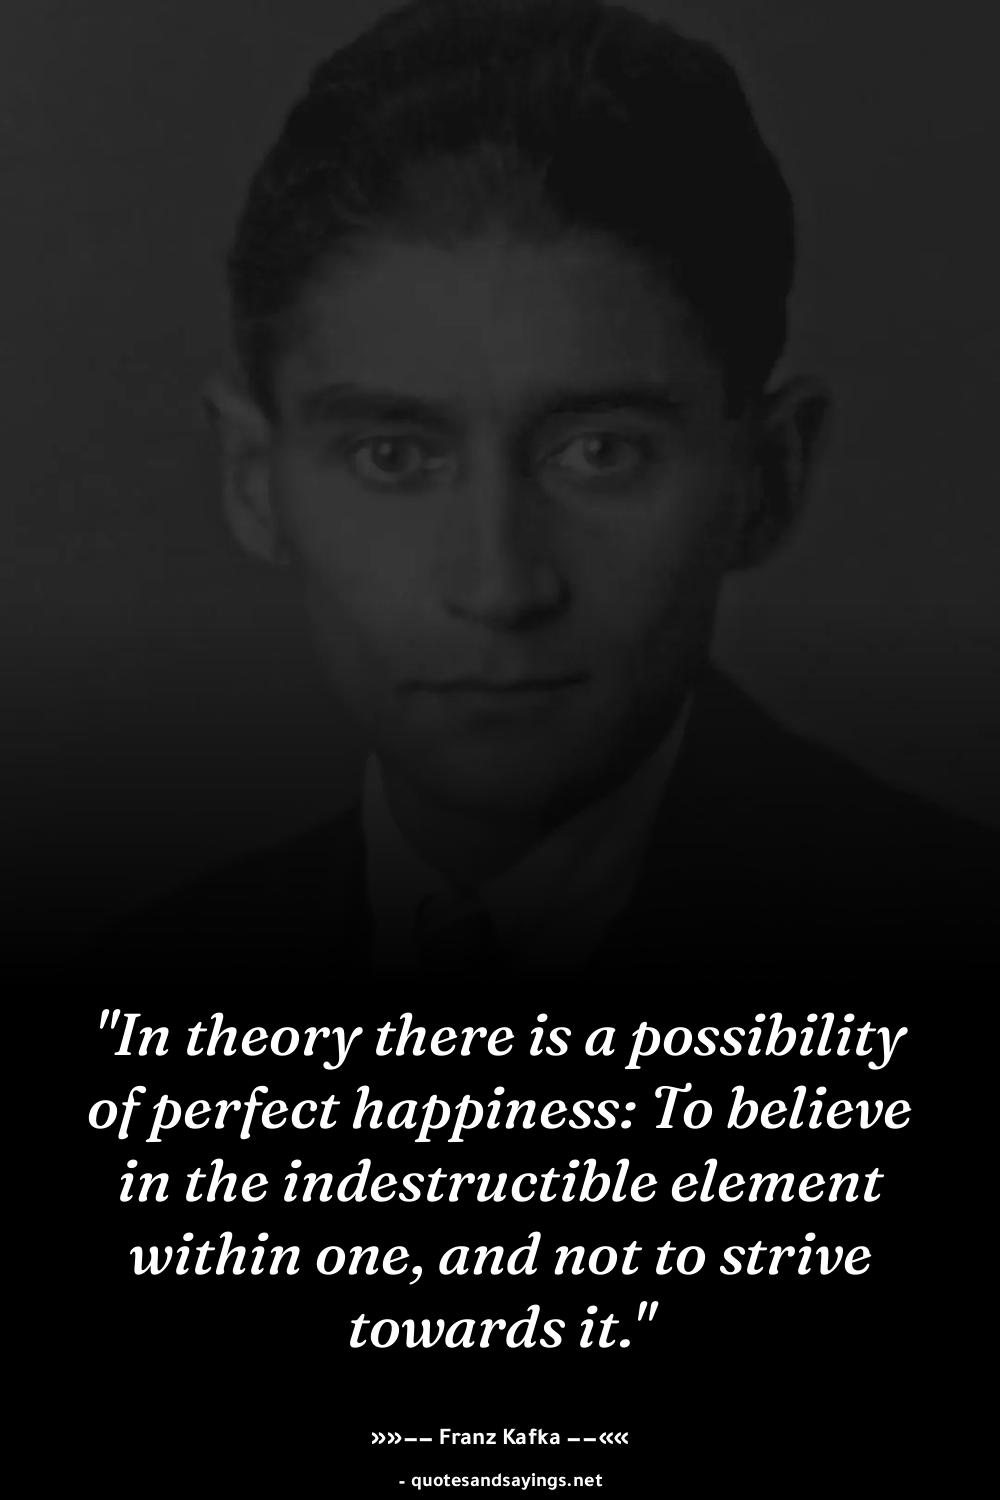 "In theory there is a possibility
of perfect happiness: To believe
in the indestructible element
within one, and not to strive
towards it."
»»–– Franz Kafka ––««
- quotesandsayings.net